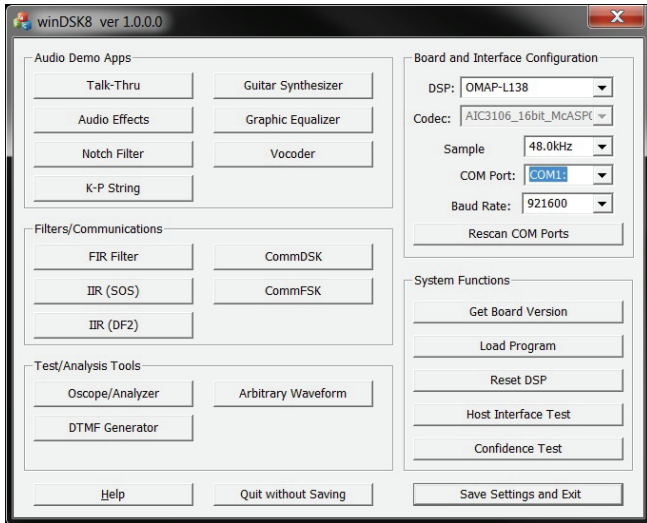 winDSK8 ver 1.0.0.0
Audio Demo Apps
Talk-Thru
Guitar Synthesizer
Audio Effects
Graphic Equalizer
Notch Filter
Vocoder
K-P String
Filters/Communications
FIR Filter
CommDSK
IIR (SOS)
CommFSK
IIR (DF2)
Test/Analysis Tools
Oscope/Analyzer
Arbitrary Waveform
DTMF Generator
Help
Quit without Saving
Board and Interface Configuration
DSP: OMAP-L138
Codec: AIC3106_16bit_McASP(
Sample 48.0kHz
COM Port: COM1:
Baud Rate: 921600
Rescan COM Ports
System Functions
Get Board Version
Load Program
Reset DSP
Host Interface Test
Confidence Test
Save Settings and Exit